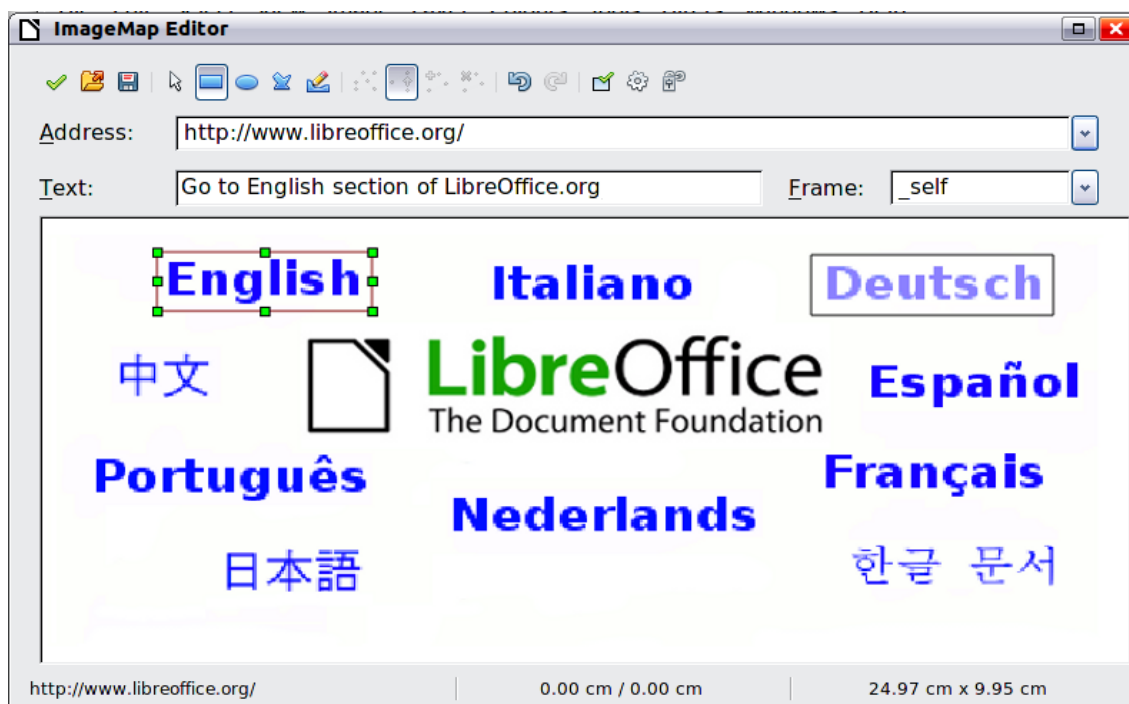 ImageMap Editor
Address: http://www.libreoffice.org/
Text: Go to English section of LibreOffice.org Frame: _self
English Italiano Deutsch
中文 LibreOffice Español
The Document Foundation
Português Français
Nederlands
日本語 한글 문서
http://www.libreoffice.org/ 0.00 cm / 0.00 cm 24.97 cm x 9.95 cm